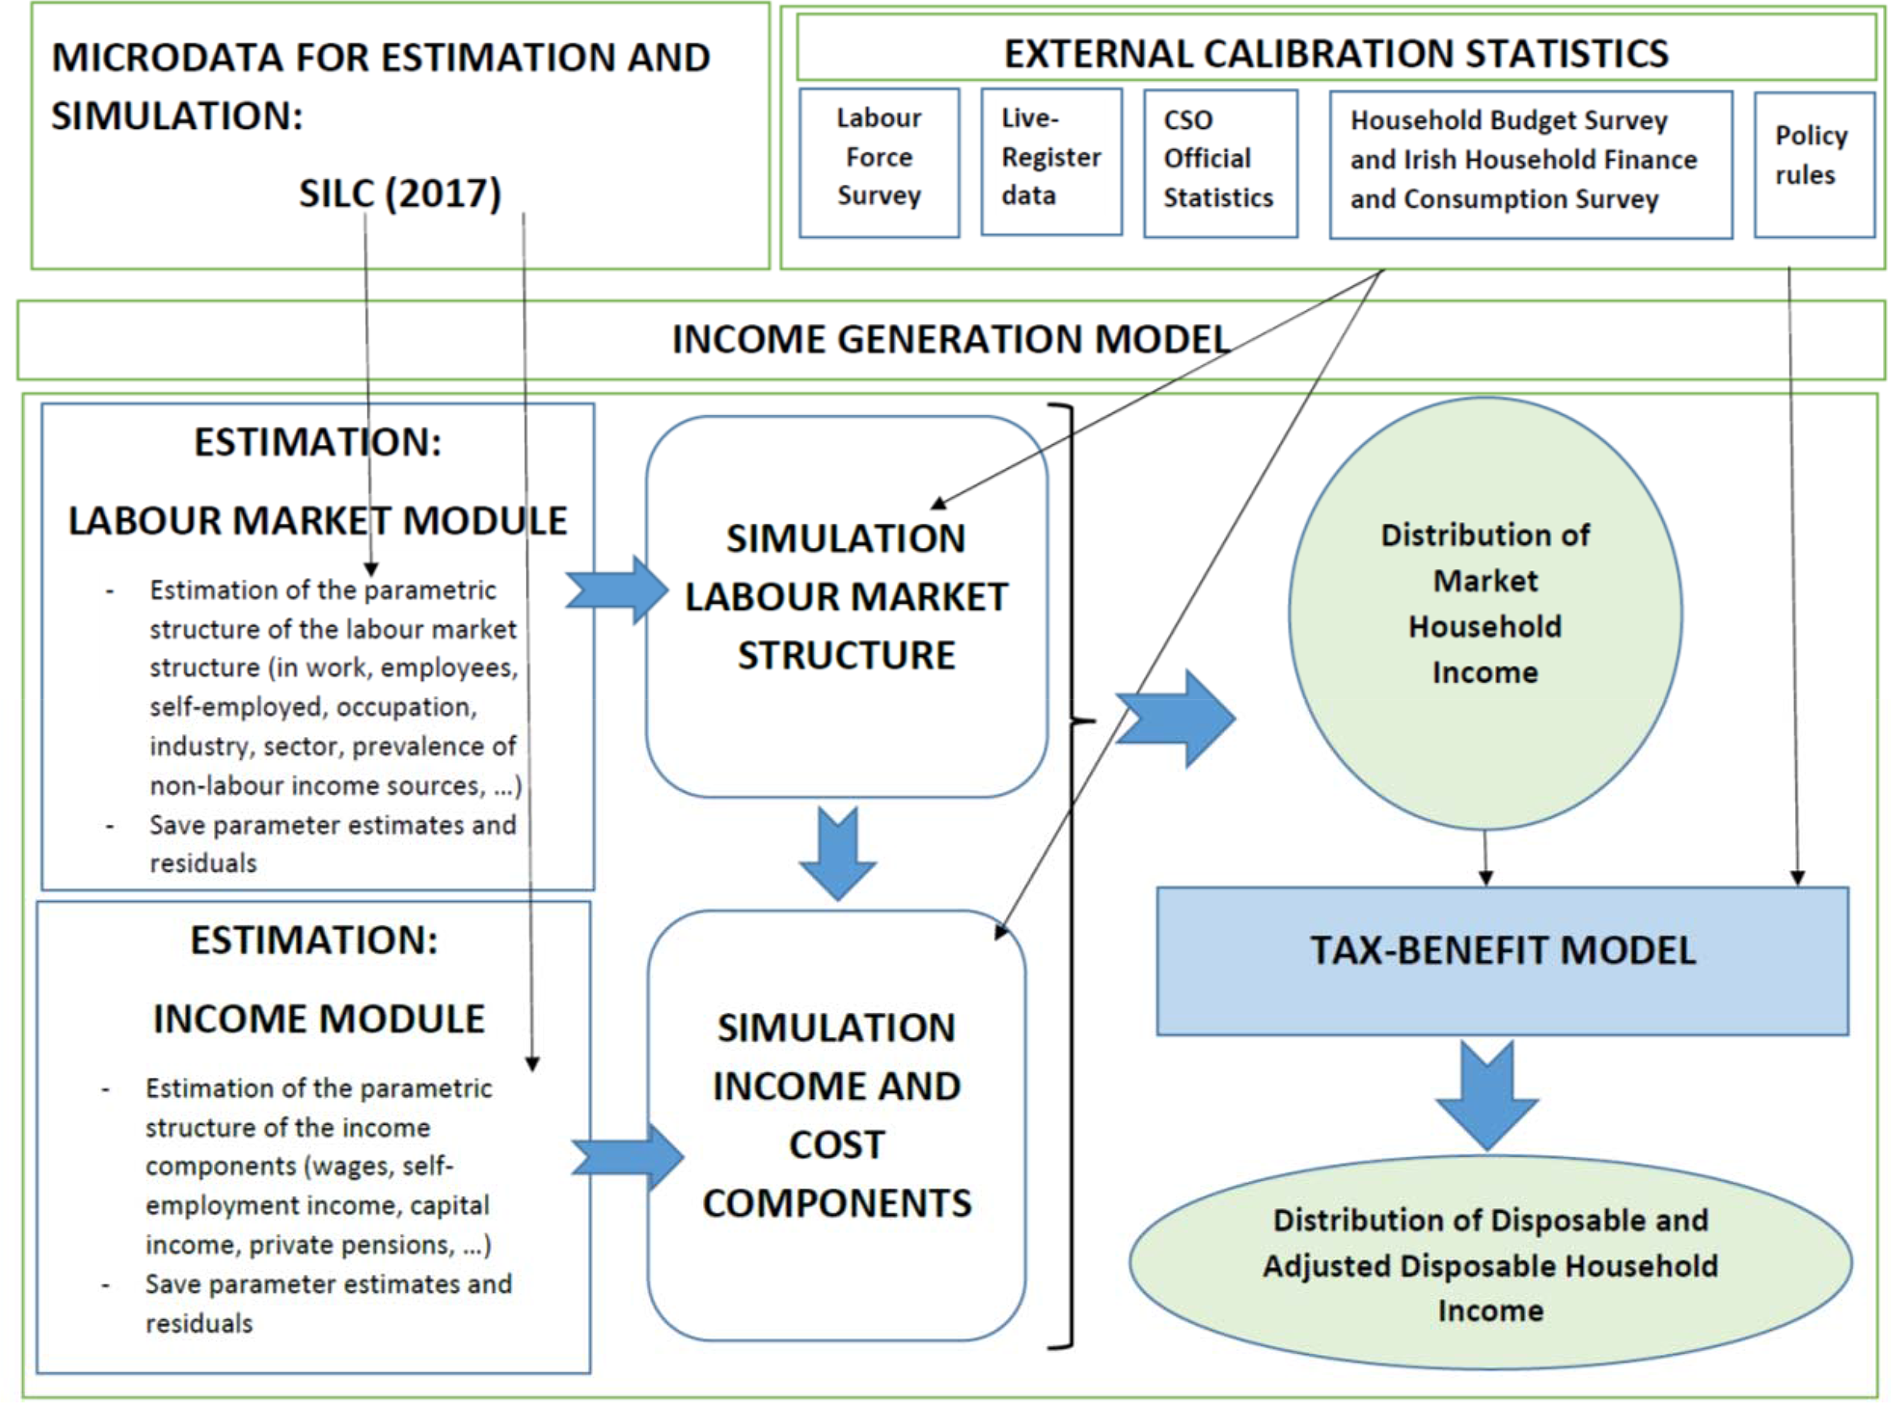 MICRODATA FOR ESTIMATION AND
SIMULATION:
SILC (2017)
EXTERNAL CALIBRATION STATISTICS
Labour
Force
Survey
Live-
Register
data
CSO
Official
Statistics
Household Budget Survey
and Irish Household Finance
and Consumption Survey
Policy
rules
INCOME GENERATION MODEL
ESTIMATION:
LABOUR MARKET MODULE
- Estimation of the parametric
structure of the labour market
structure (in work, employees,
self-employed, occupation,
industry, sector, prevalence of
non-labour income sources, ...)
- Save parameter estimates and
residuals
SIMULATION
LABOUR MARKET
STRUCTURE
Distribution of
Market
Household
Income
ESTIMATION:
INCOME MODULE
- Estimation of the parametric
structure of the income
components (wages, self-
employment income, capital
income, private pensions, ...)
- Save parameter estimates and
residuals
SIMULATION
INCOME AND
COST
COMPONENTS
TAX-BENEFIT MODEL
Distribution of Disposable and
Adjusted Disposable Household
Income